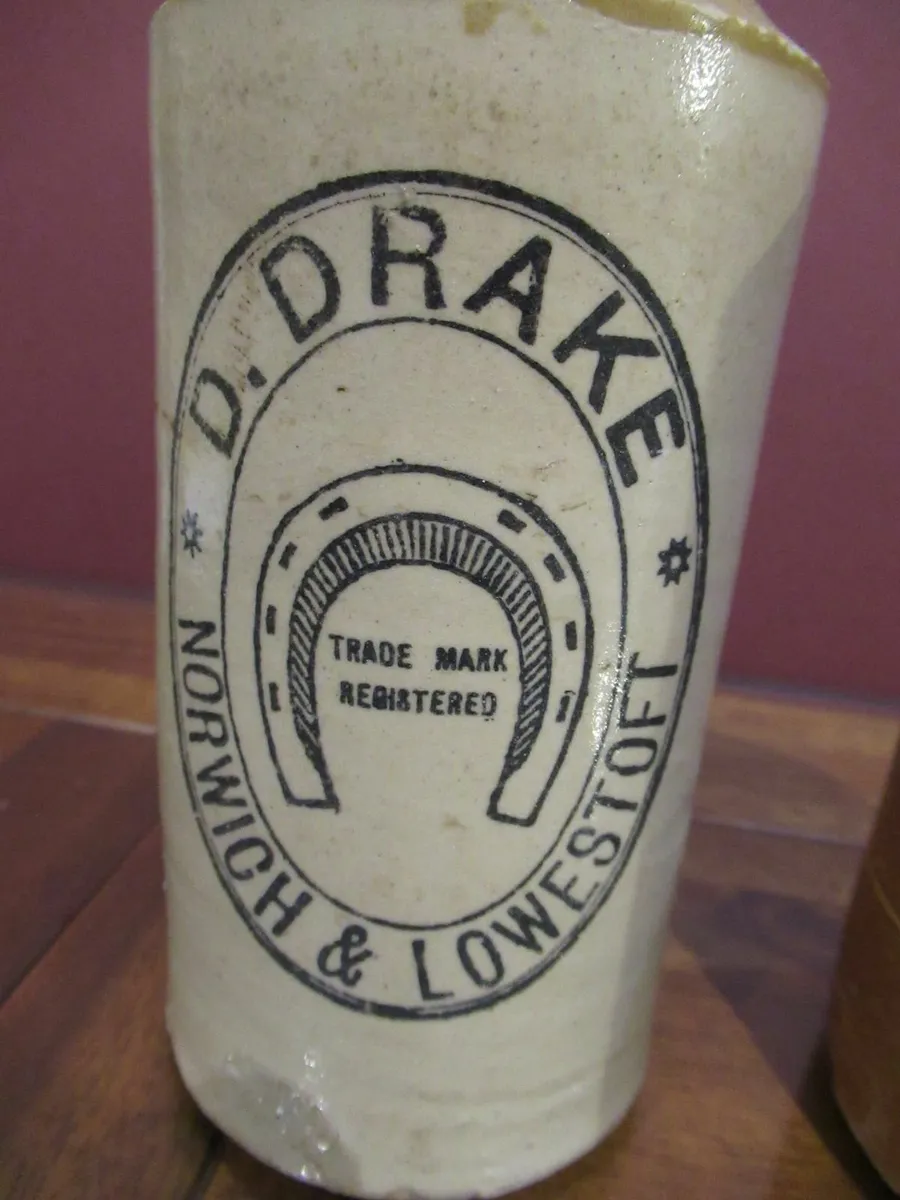 D. DRAKE
TRADE MARK
REGISTERED
NORWICH & LOWESTOFT